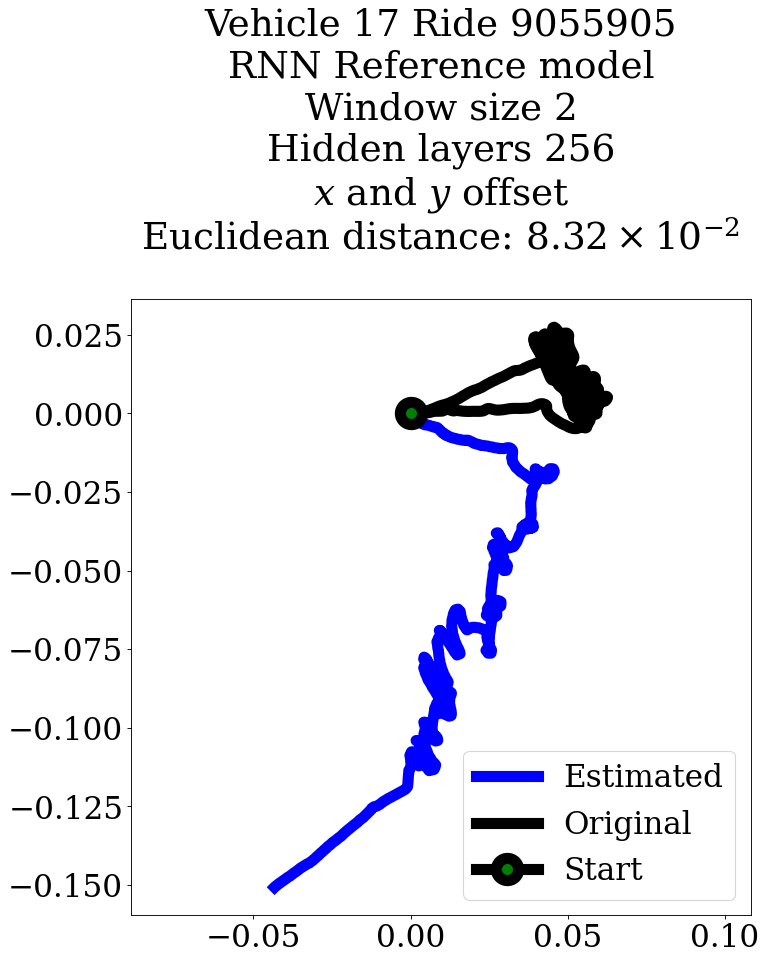 Vehicle 17 Ride 9055905
RNN Reference model
Window size 2
Hidden layers 256
x and y offset
Euclidean distance: 8.32 × 10⁻²
0.025
0.000
−0.025
−0.050
−0.075
−0.100
−0.125
−0.150
Estimated
Original
Start
−0.05 0.00 0.05 0.10